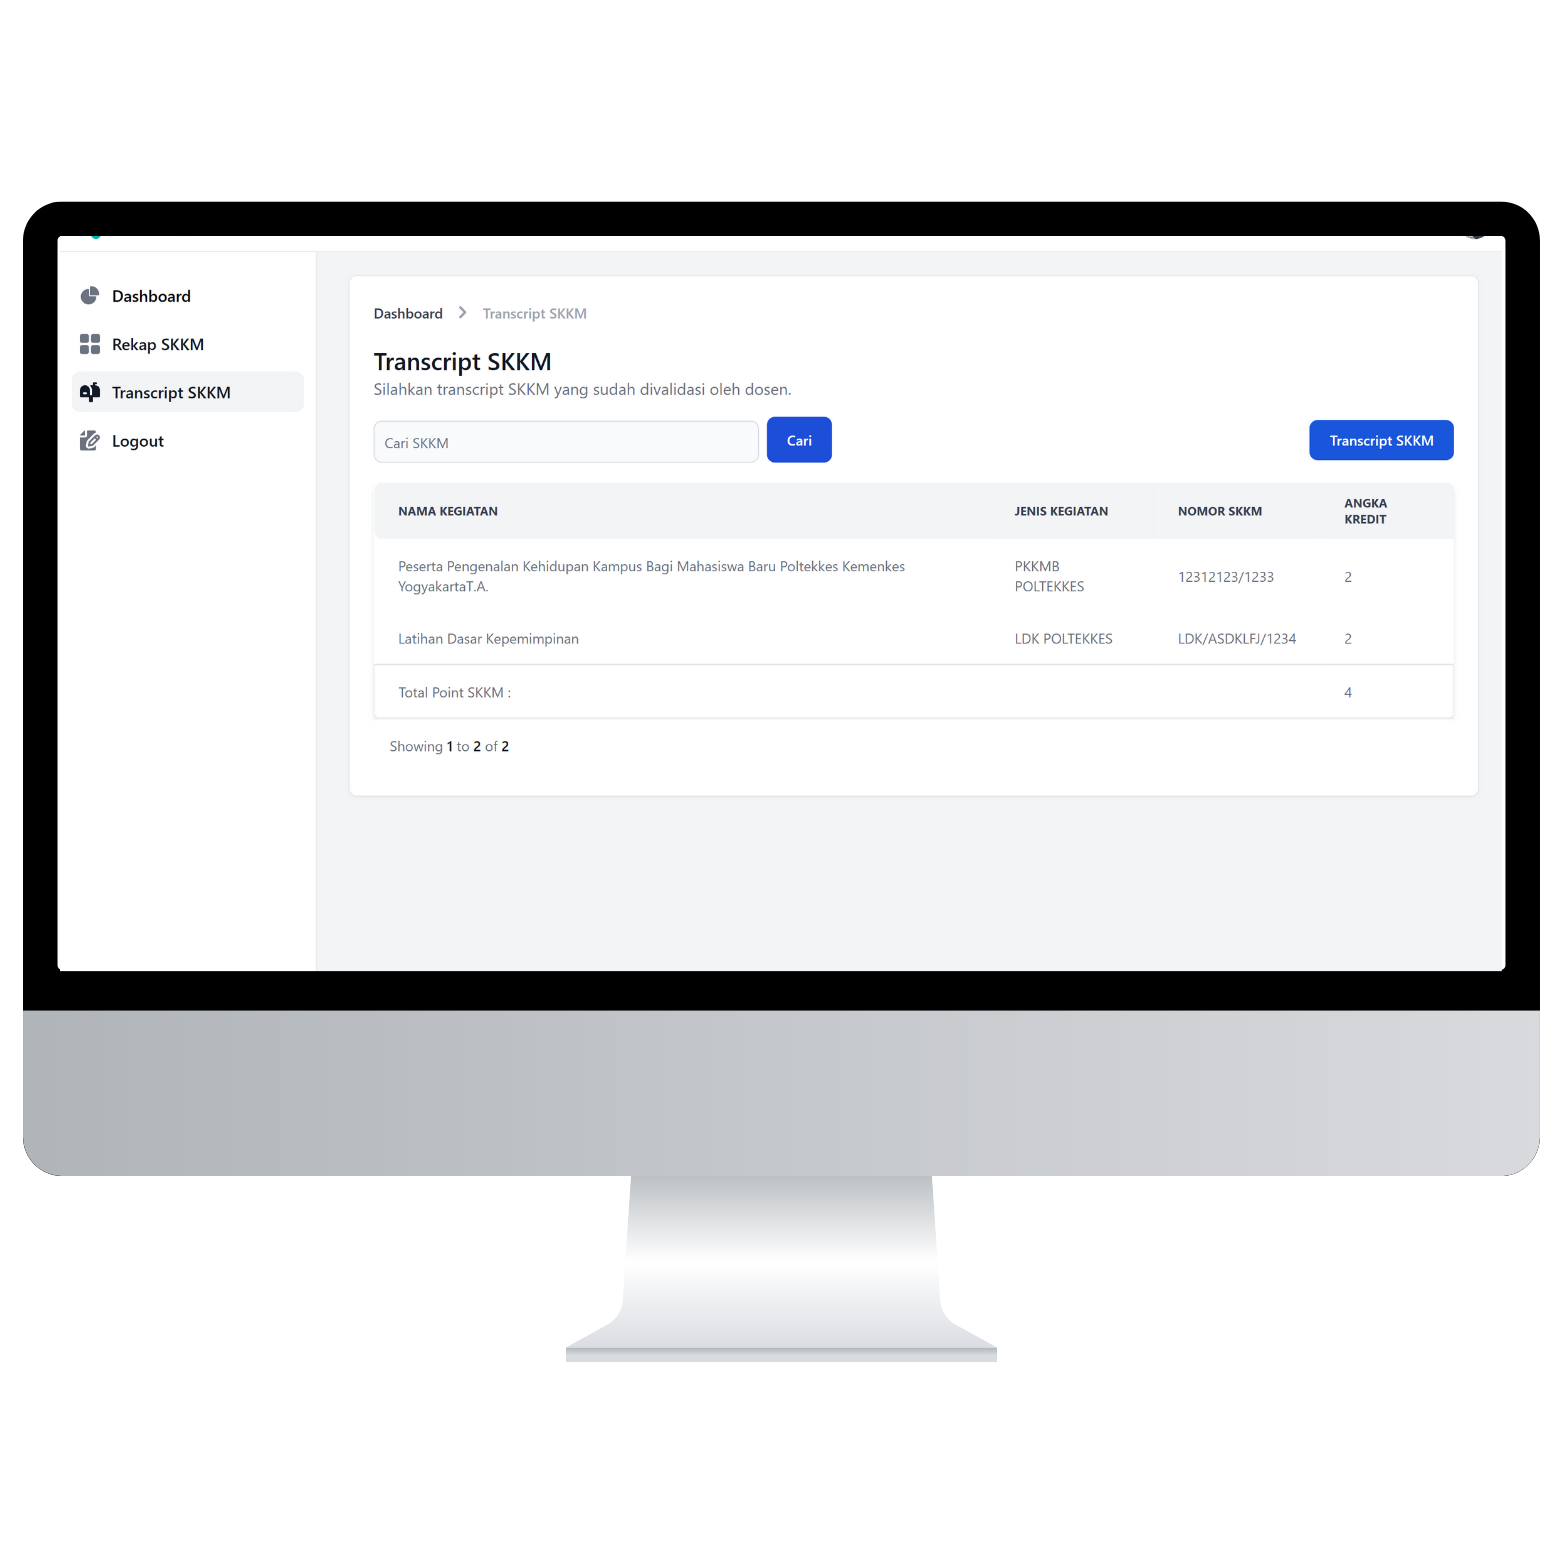 Dashboard
Rekap SKKM
Transcript SKKM
Logout
Dashboard
Transcript SKKM
Transcript SKKM
Silahkan transcript SKKM yang sudah divalidasi oleh dosen.
Cari SKKM
Cari
Transcript SKKM
NAMA KEGIATAN
JENIS KEGIATAN
NOMOR SKKM
ANGKA
KREDIT
Peserta Pengenalan Kehidupan Kampus Bagi Mahasiswa Baru Poltekkes Kemenkes
YogyakartaT.A.
PKKMB
POLTEKKES
12312123/1233
2
Latihan Dasar Kepemimpinan
LDK POLTEKKES
LDK/ASDKLFJ/1234
2
Total Point SKKM :
4
Showing 1 to 2 of 2